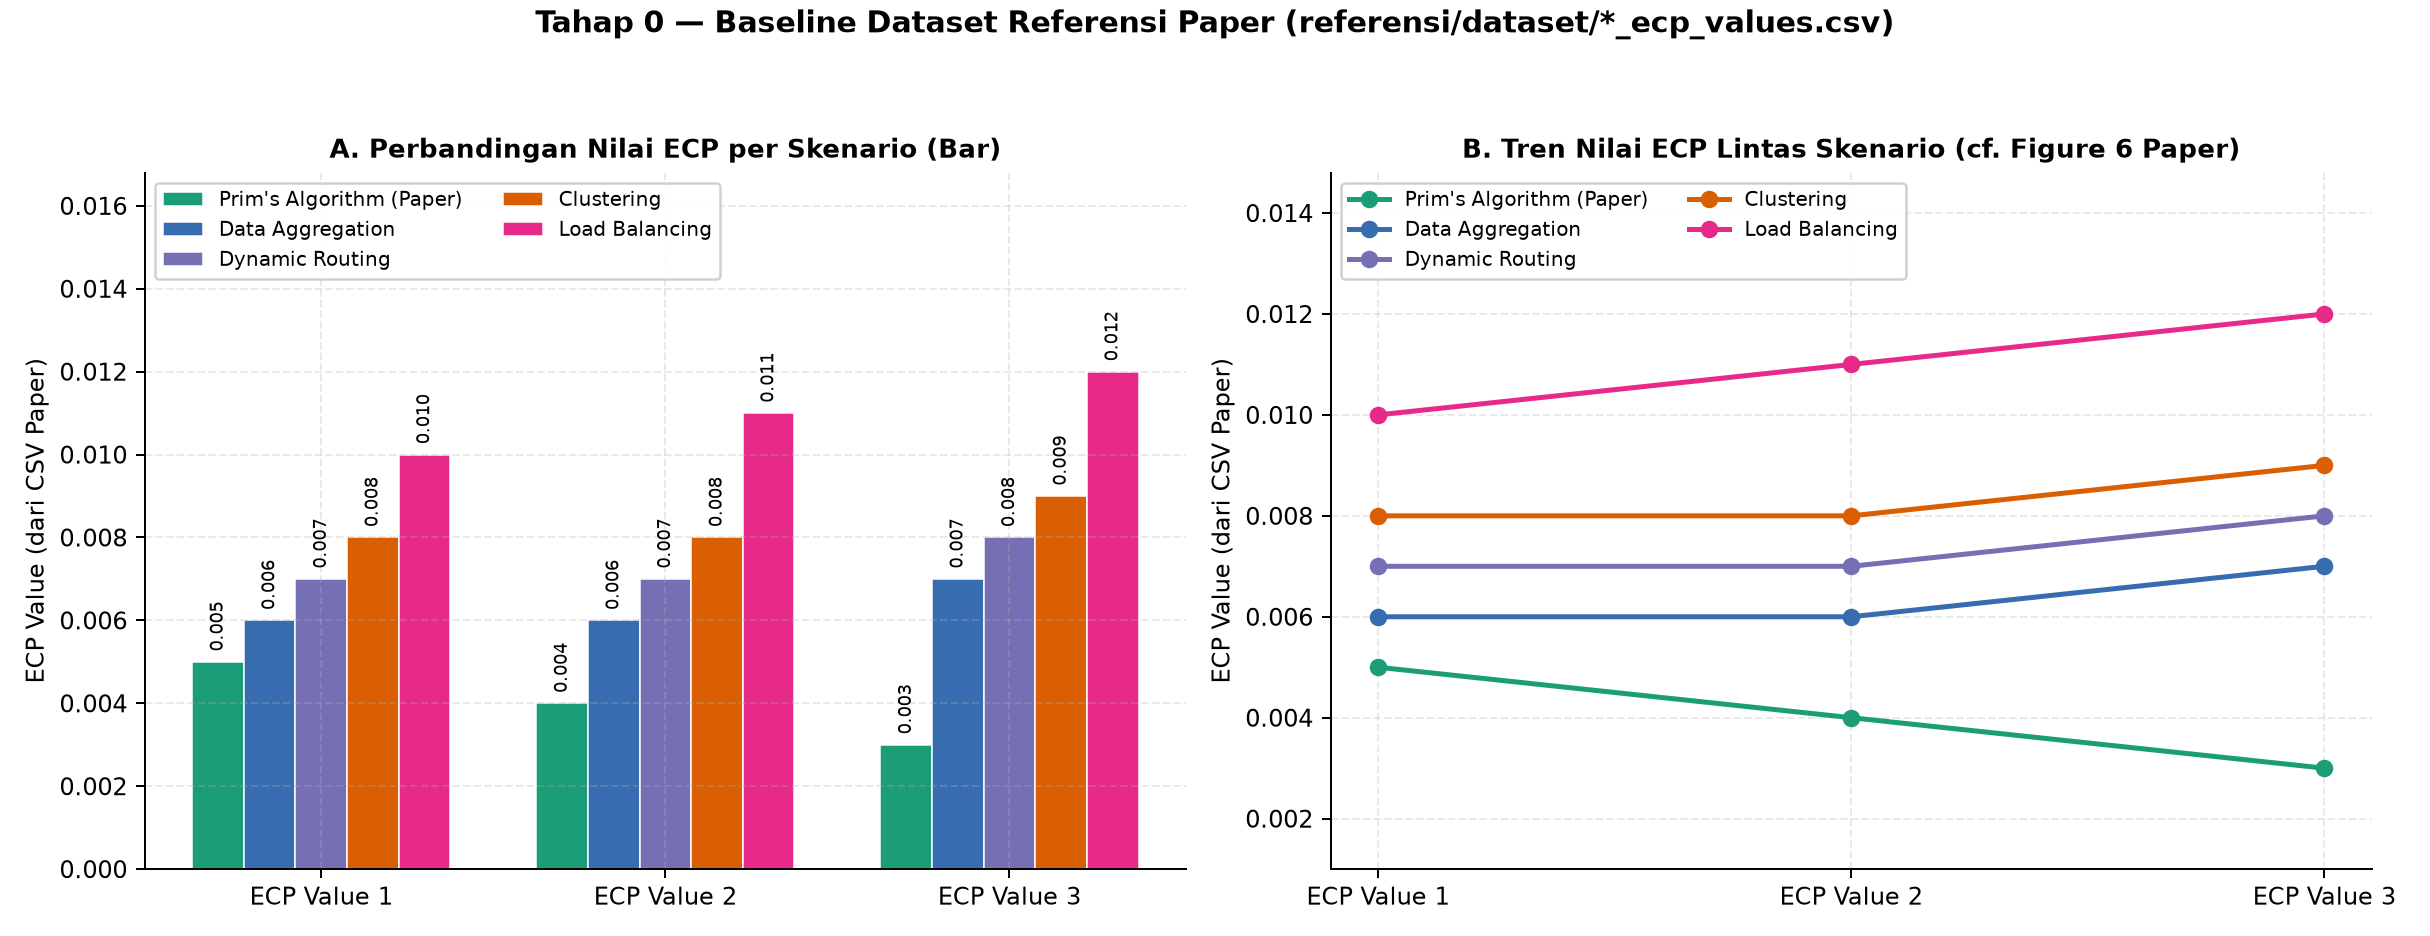 Tahap 0 — Baseline Dataset Referensi Paper (referensi/dataset/*_ecp_values.csv)
A. Perbandingan Nilai ECP per Skenario (Bar)
Prim's Algorithm (Paper)
Data Aggregation
Dynamic Routing
Clustering
Load Balancing
ECP Value (dari CSV Paper)
0.016
0.014
0.012
0.010
0.008
0.006
0.004
0.002
0.000
0.005
0.006
0.007
0.008
0.010
0.004
0.006
0.007
0.008
0.011
0.003
0.007
0.008
0.009
0.012
ECP Value 1
ECP Value 2
ECP Value 3
B. Tren Nilai ECP Lintas Skenario (cf. Figure 6 Paper)
Prim's Algorithm (Paper)
Data Aggregation
Dynamic Routing
Clustering
Load Balancing
ECP Value (dari CSV Paper)
0.014
0.012
0.010
0.008
0.006
0.004
0.002
ECP Value 1
ECP Value 2
ECP Value 3